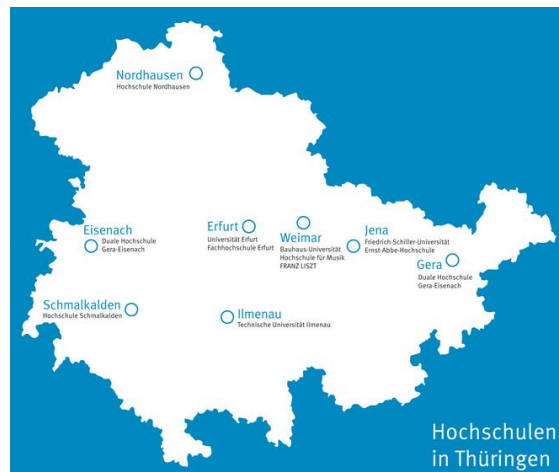 Nordhausen
Hochschule Nordhausen
Eisenach
Duale Hochschule
Gera-Eisenach
Erfurt
Universität Erfurt
Fachhochschule Erfurt
Weimar
Bauhaus-Universität
Hochschule für Musik
FRANZ LISZT
Jena
Friedrich-Schiller-Universität
Ernst-Abbe-Hochschule
Gera
Duale Hochschule
Gera-Eisenach
Schmalkalden
Hochschule Schmalkalden
Ilmenau
Technische Universität Ilmenau
Hochschulen
in Thüringen